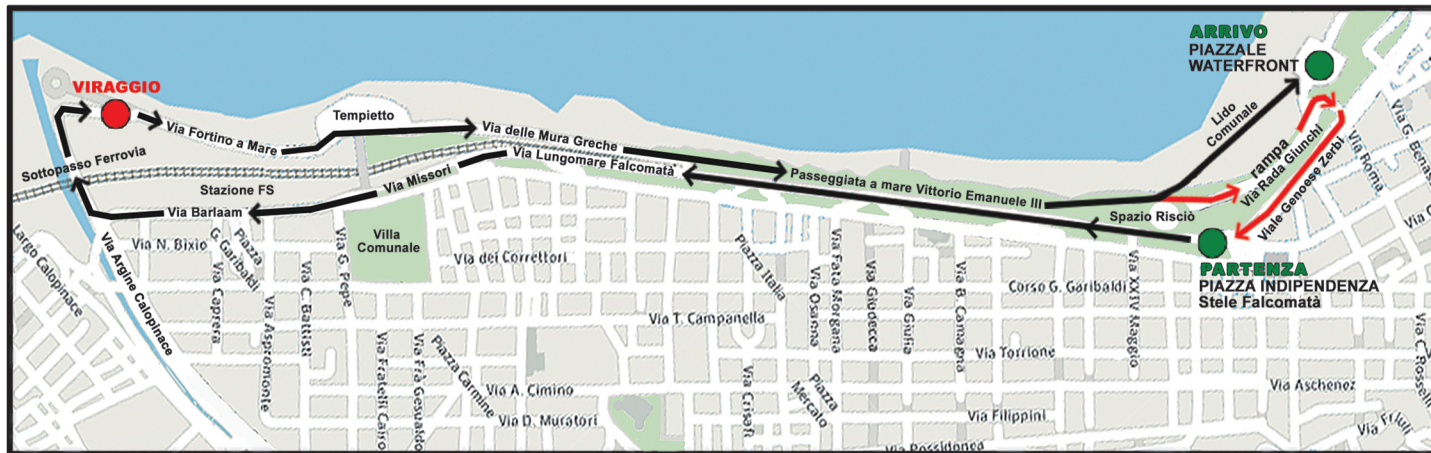 ARRIVO
PIAZZALE
WATERFRONT
VIRAGGIO
Via Fortino a Mare
Tempietto
Via delle Mura Greche
Via Lungomare Falcomatà
Passeggiata a mare Vittorio Emanuele III
Lido
Comunale
rampa
Via Rada Giunchi
Viale Genoese Zerbi
Via Roma
Spazio Risciò
Sottopasso Ferrovia
Stazione FS
Via Missori
Via Barlaam
Villa
Comunale
PARTENZA
PIAZZA INDIPENDENZA
Stele Falcomatà
Largo Calopinace
Via Argine Calopinace
Via N. Bixio
Via Caprera
Piazza
G. Garibaldi
Via Aspromonte
Via C. Battisti
Via G. Pepe
Via dei Correttori
Piazza Italia
Via Osanna
Via Fata Morgana
Via Giudecca
Via Giulia
Via B. Camagna
Corso G. Garibaldi
Via XXIV Maggio
Via T. Campanella
Via Torrione
Via Fratelli Cairo
Via Frà Gesualdo
Piazza Carmine
Via A. Cimino
Via D. Muratori
Via Crisafi
Piazza
Mercato
Via Filippini
Via Possidonea
Via Aschenez
Via C. Rosselli
Via Friuli